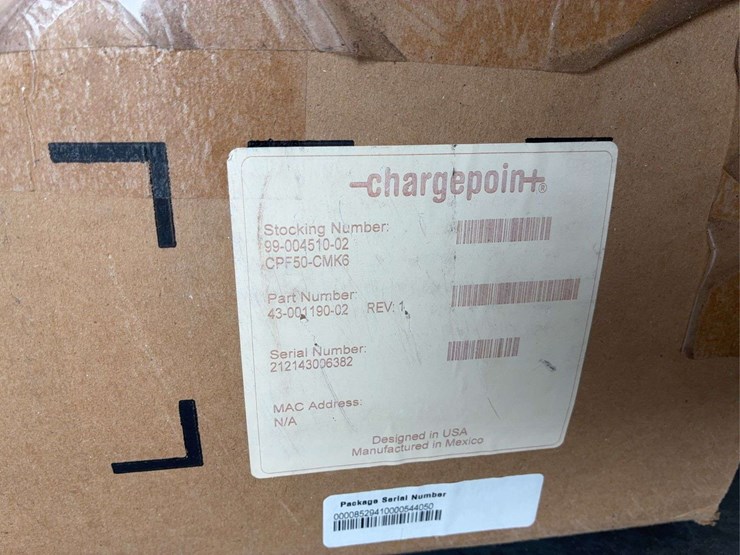 -chargepoin+®
Stocking Number:
99-004510-02
CPF50-CMK6
Part Number:
43-001190-02 REV: 1
Serial Number:
212143006382
MAC Address:
N/A
Designed in USA
Manufactured in Mexico
Package Serial Number
00008529410000544050